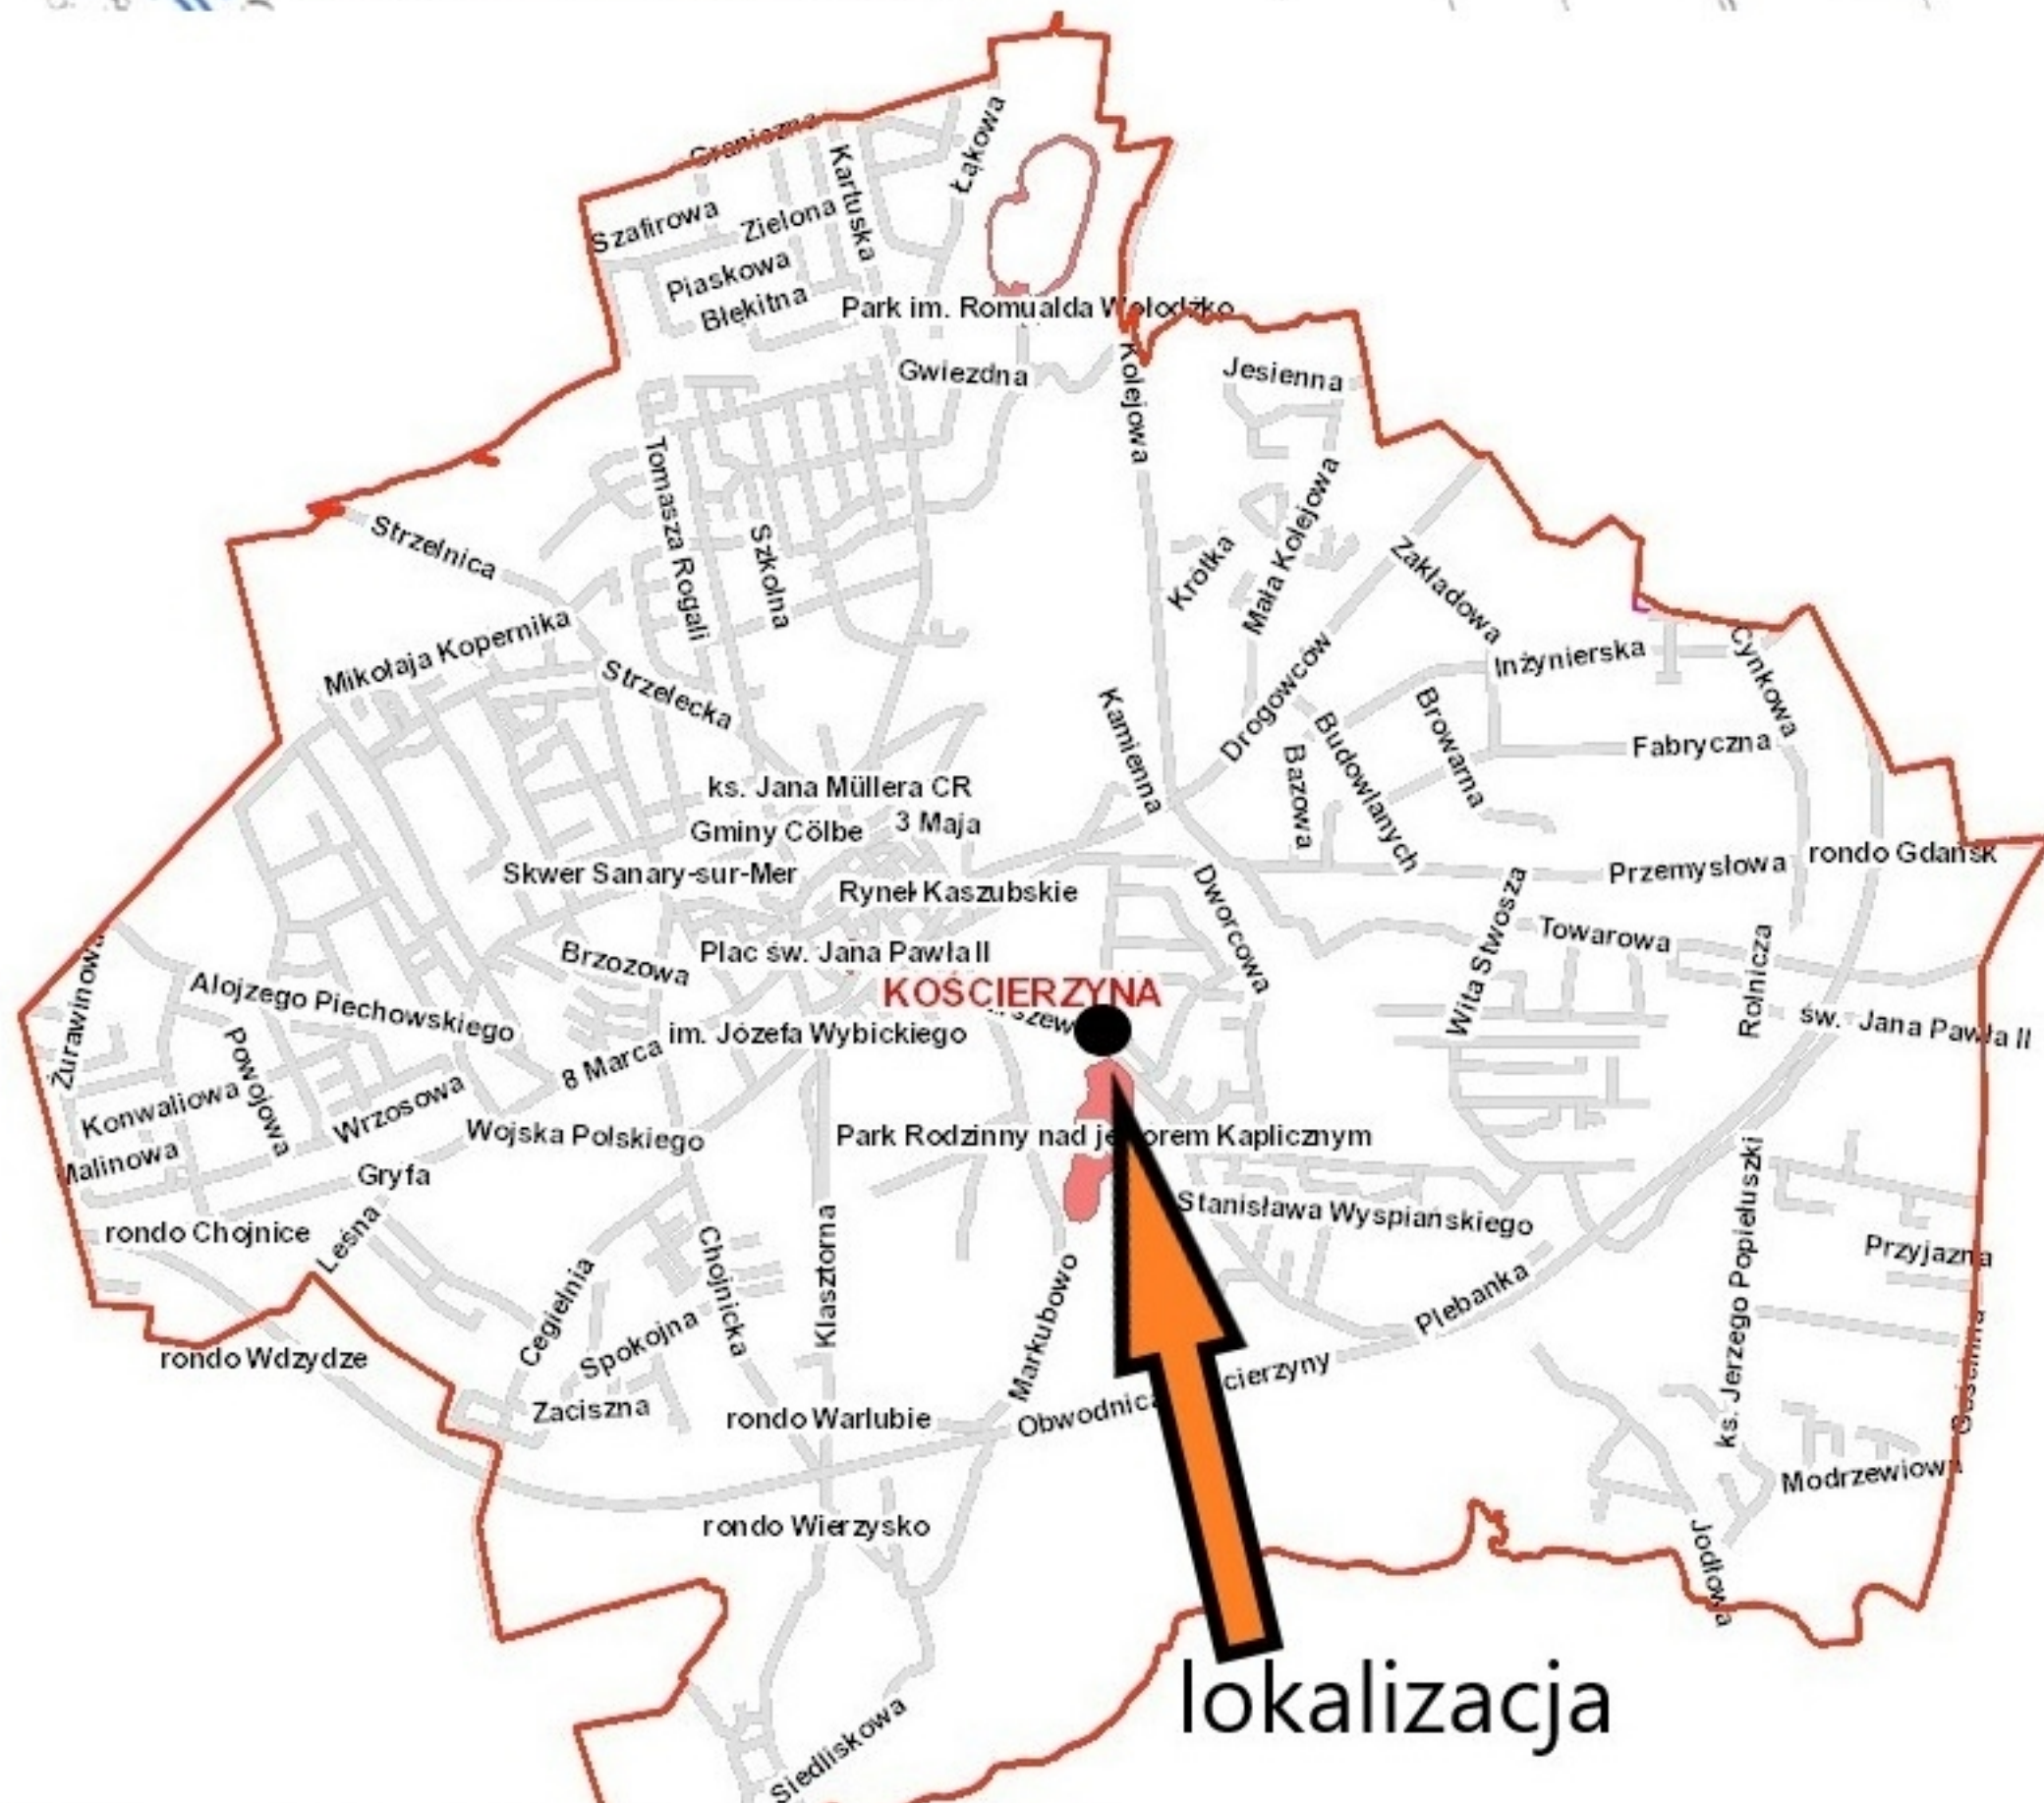 Graniczna
Łąkowa
Kartuska
Szafirowa
Zielona
Piaskowa
Błękitna
Park im. Romualda Wołodźko
Gwiezdna
Kolejowa
Jesienna
Strzelnica
Tomasza Rogali
Szkolna
Krótka
Mała Kolejowa
Zakładowa
Mikołaja Kopernika
Strzelecka
Inżynierska
Cynkowa
Kamienna
Drogowców
Budowlanych
Bazowa
Browarna
Fabryczna
ks. Jana Müllera CR
Gminy Cölbe
3 Maja
Skwer Sanary-sur-Mer
Rynek Kaszubskie
Dworcowa
Przemysłowa
rondo Gdańsk
Wita Stwosza
Towarowa
Rolnicza
Brzozowa
Plac św. Jana Pawła II
KOŚCIERZYNA
Żurawinowa
Alojzego Piechowskiego
8 Marca
im. Józefa Wybickiego
św. Jana Pawła II
Konwaliowa
Powojowa
Wrzosowa
Wojska Polskiego
Park Rodzinny nad je orem Kaplicznym
Malinowa
Gryfa
Stanisława Wyspiańskiego
ks. Jerzego Popiełuszki
rondo Chojnice
Leśna
Przyjazna
Cegielnia
Chojnicka
Klasztorna
Markubowo
Plebanka
rondo Wdzydze
Spokojna
Zaciszna
rondo Warlubie
Obwodnica cierzyny
Gościnna
Modrzewiowa
rondo Wierzysko
Jodłowa
lokalizacja
Siedliskowa